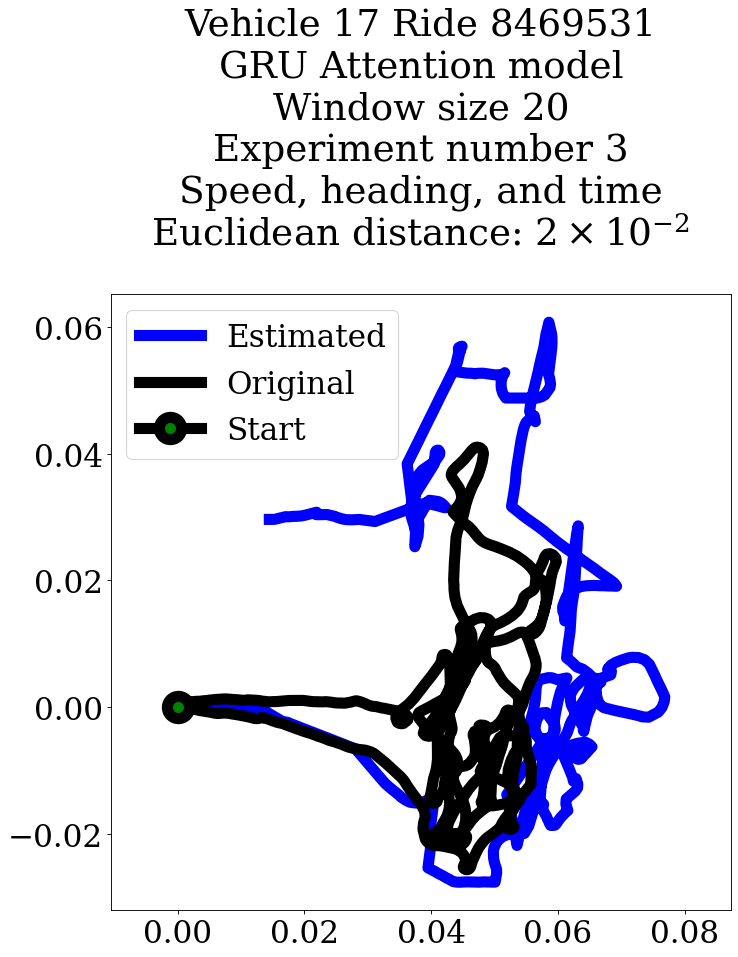 Vehicle 17 Ride 8469531
GRU Attention model
Window size 20
Experiment number 3
Speed, heading, and time
Euclidean distance: 2 × 10⁻²
Estimated
Original
Start
0.06
0.04
0.02
0.00
−0.02
0.00 0.02 0.04 0.06 0.08